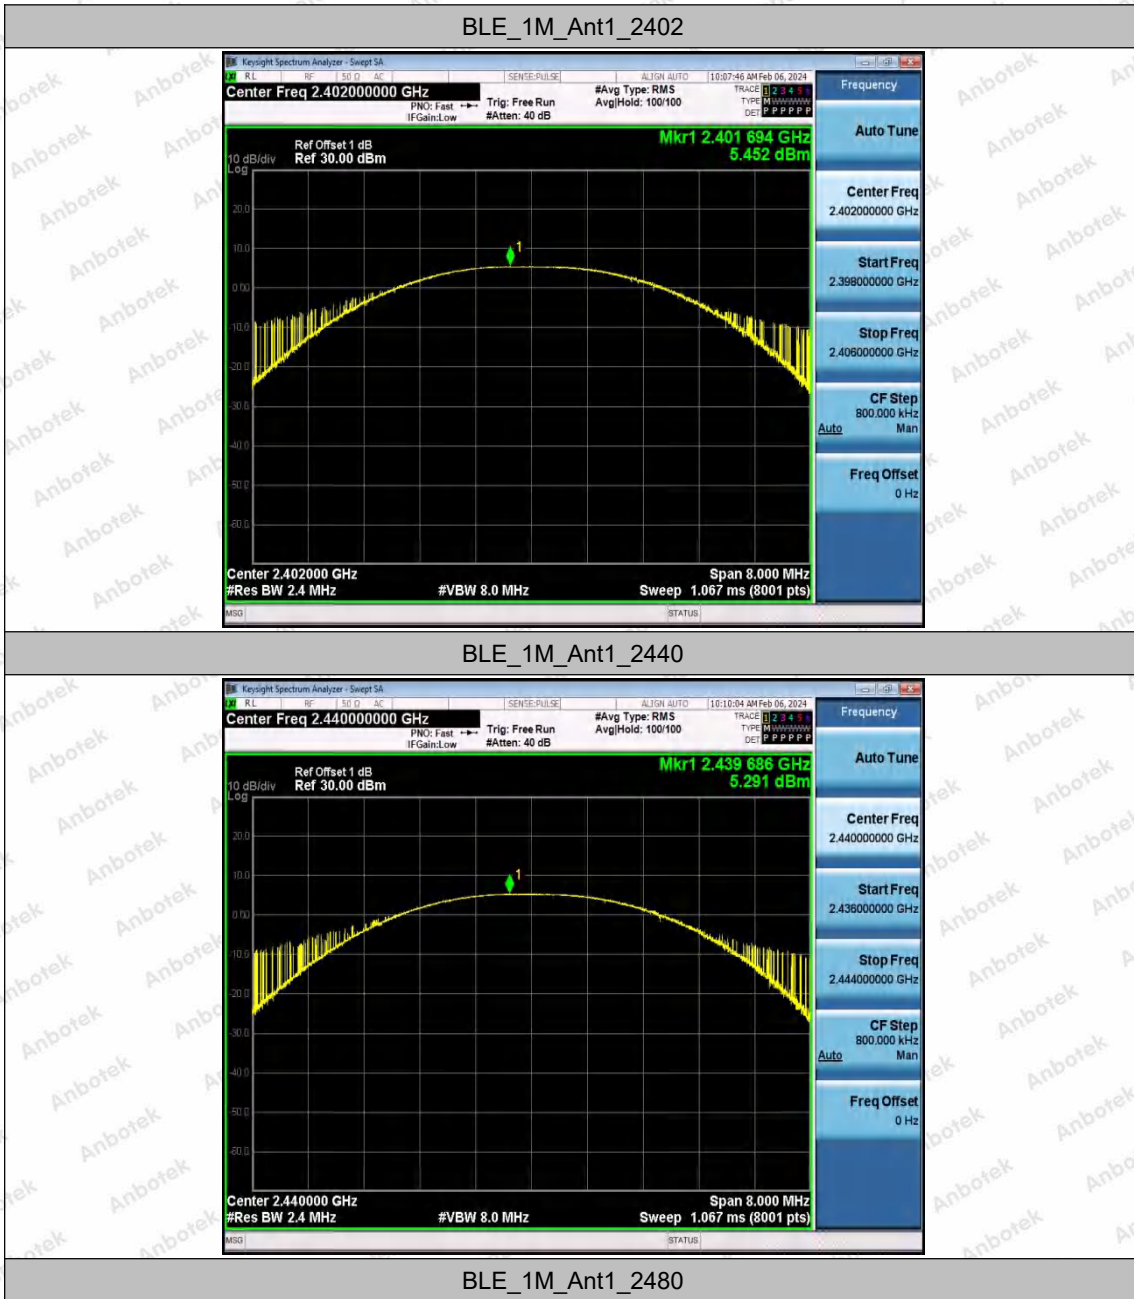 BLE_1M_Ant1_2402
Keysight Spectrum Analyzer - Swept SA
RL RF 50 Ω AC SENSE:PULSE ALIGN AUTO 10:07:46 AM Feb 06, 2024
Center Freq 2.402000000 GHz
#Avg Type: RMS
TRACE 1 2 3 4 5 6
PNO: Fast
Trig: Free Run
Avg|Hold: 100/100
TYPE M W W W W W
IFGain:Low
#Atten: 40 dB
DET P P P P P P
Frequency
Auto Tune
Mkr1 2.401 694 GHz
5.452 dBm
Ref Offset 1 dB
10 dB/div Ref 30.00 dBm
Log
20.0
10.0
0.00
-10.0
-20.0
-30.0
-40.0
-50.0
-60.0
1
Center Freq
2.402000000 GHz
Start Freq
2.398000000 GHz
Stop Freq
2.406000000 GHz
CF Step
800.000 kHz
Auto Man
Freq Offset
0 Hz
Center 2.402000 GHz Span 8.000 MHz
#Res BW 2.4 MHz #VBW 8.0 MHz Sweep 1.067 ms (8001 pts)
MSG STATUS
BLE_1M_Ant1_2440
Keysight Spectrum Analyzer - Swept SA
RL RF 50 Ω AC SENSE:PULSE ALIGN AUTO 10:10:04 AM Feb 06, 2024
Center Freq 2.440000000 GHz
#Avg Type: RMS
TRACE 1 2 3 4 5 6
PNO: Fast
Trig: Free Run
Avg|Hold: 100/100
TYPE M W W W W W
IFGain:Low
#Atten: 40 dB
DET P P P P P P
Frequency
Auto Tune
Mkr1 2.439 686 GHz
5.291 dBm
Ref Offset 1 dB
10 dB/div Ref 30.00 dBm
Log
20.0
10.0
0.00
-10.0
-20.0
-30.0
-40.0
-50.0
-60.0
1
Center Freq
2.440000000 GHz
Start Freq
2.436000000 GHz
Stop Freq
2.444000000 GHz
CF Step
800.000 kHz
Auto Man
Freq Offset
0 Hz
Center 2.440000 GHz Span 8.000 MHz
#Res BW 2.4 MHz #VBW 8.0 MHz Sweep 1.067 ms (8001 pts)
MSG STATUS
BLE_1M_Ant1_2480